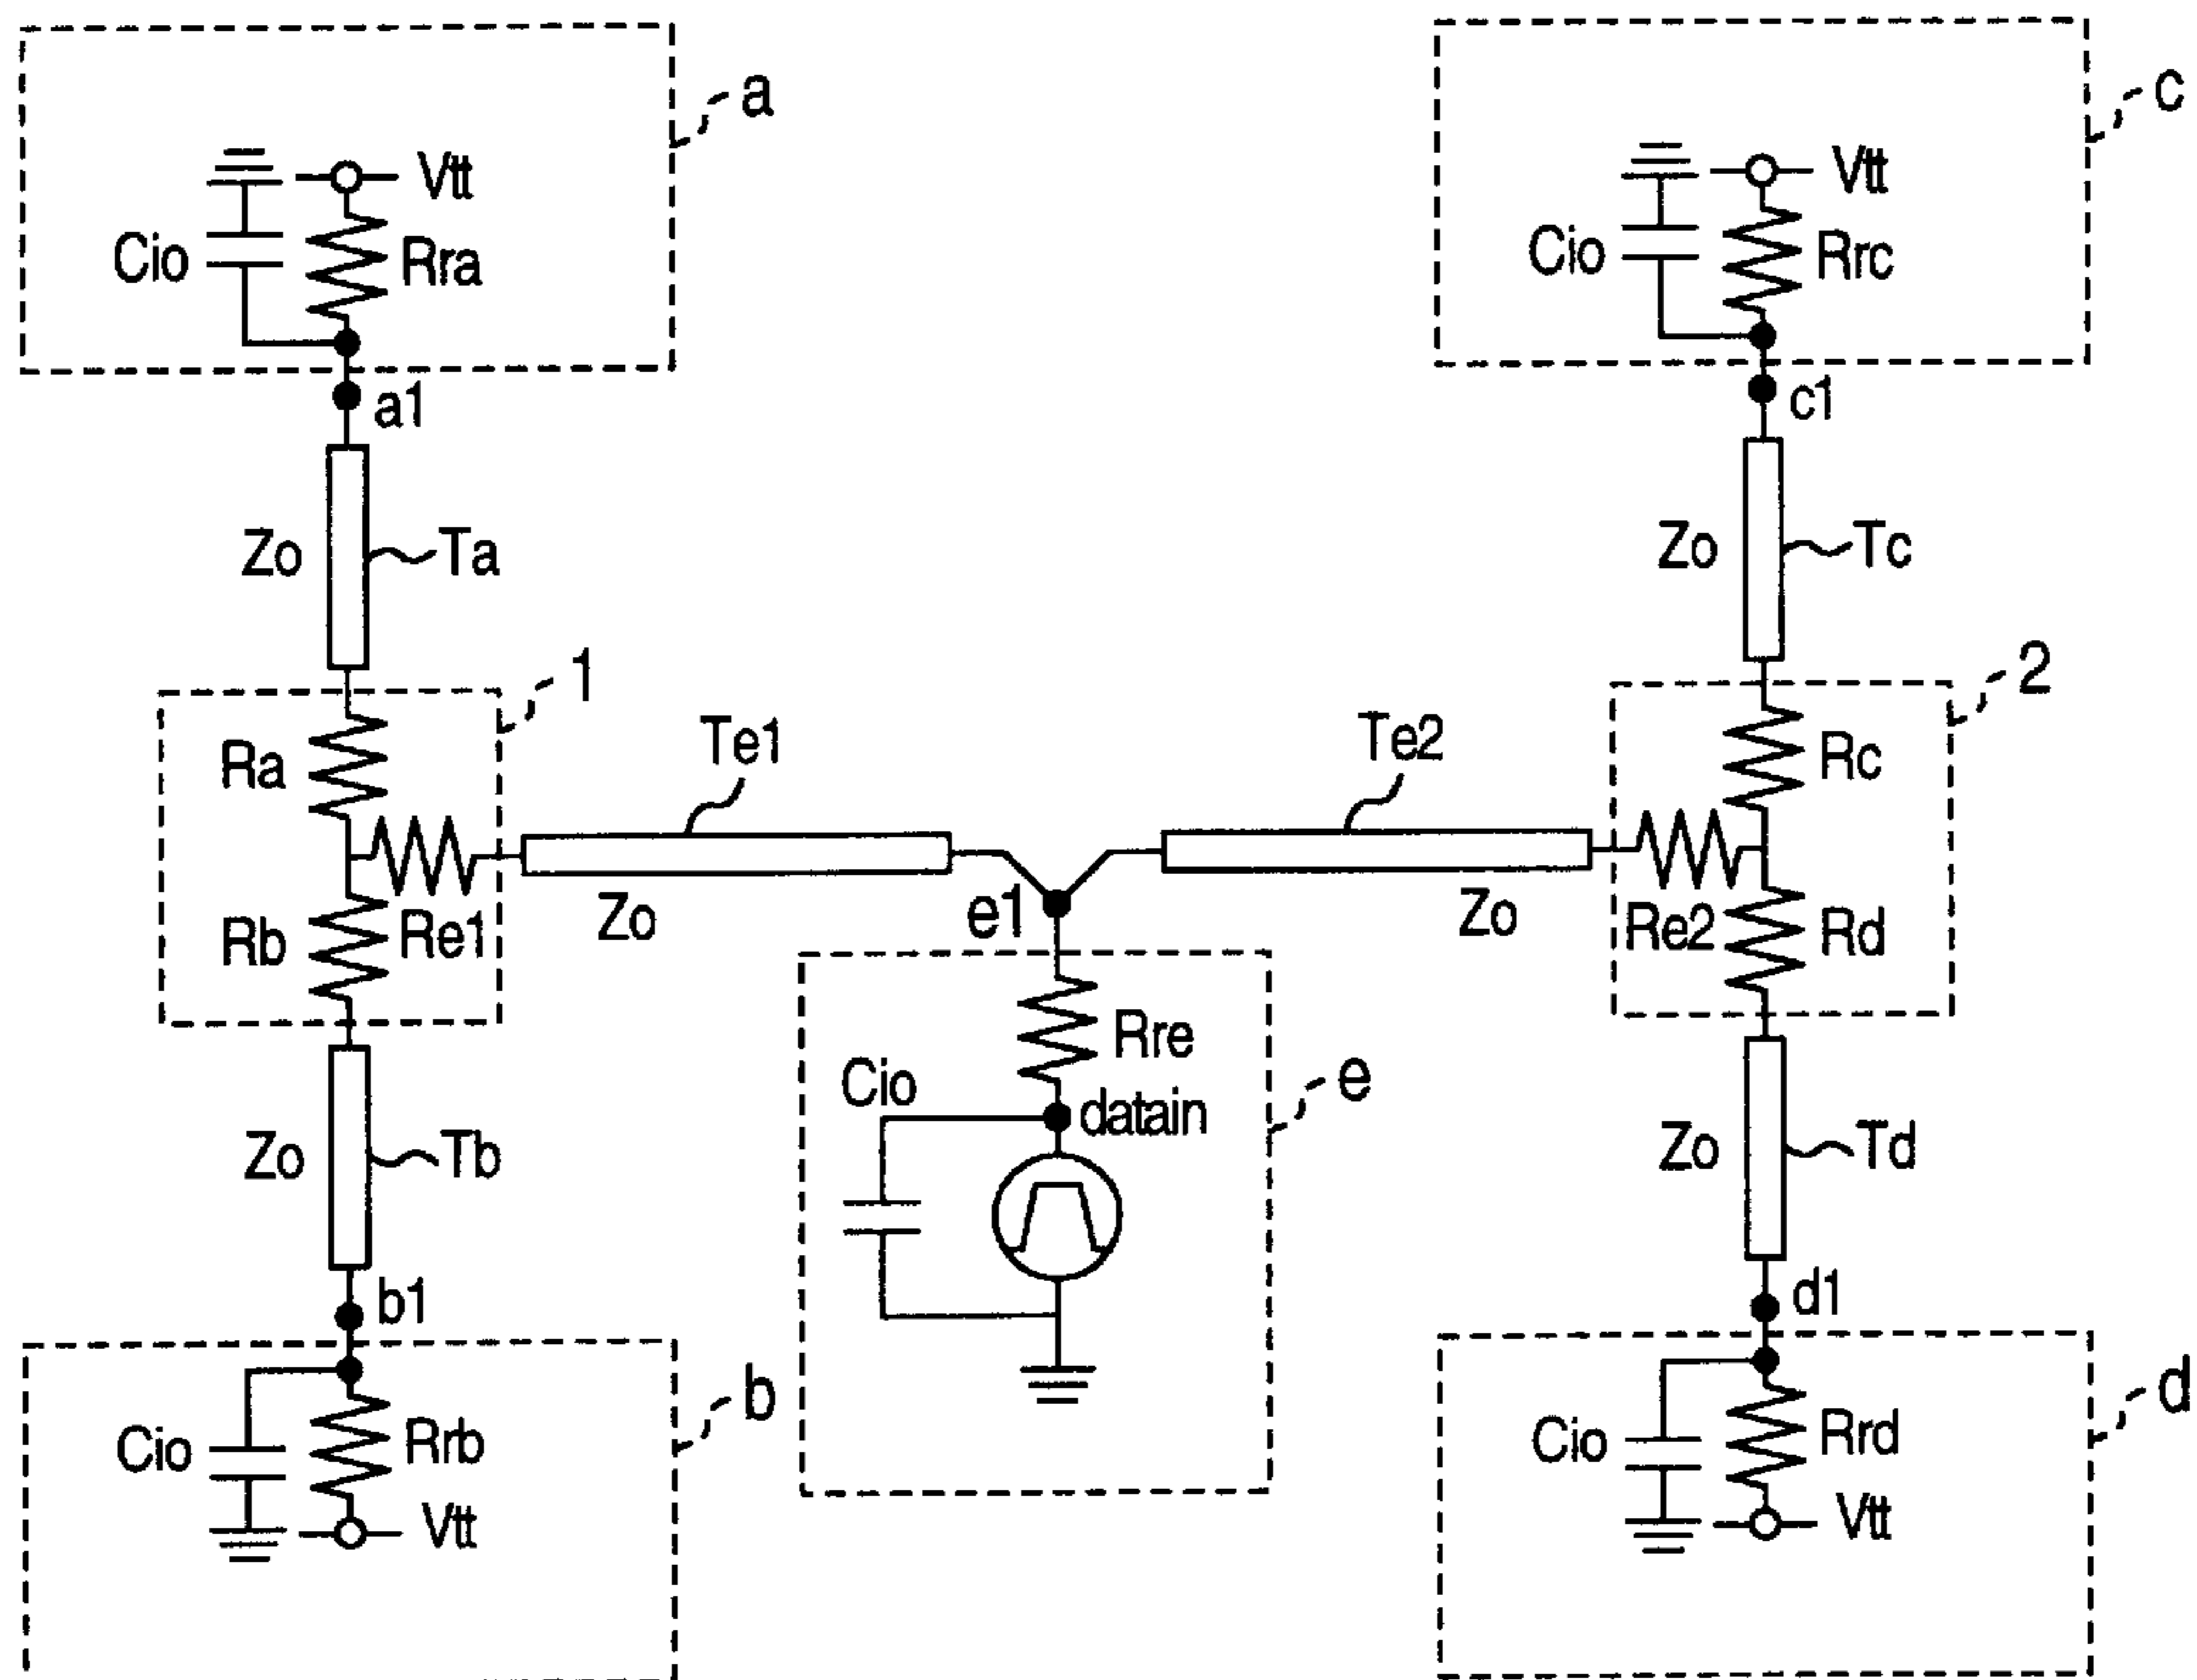 a
Vtt
Cio
Rra
a1
Zo
Ta
1
Ra
Rb
Re1
Zo
Tb
b1
b
Cio
Rrb
Vtt
Te1
Zo
e1
Te2
Zo
Rre
Cio
datain
e
c
Vtt
Cio
Rrc
c1
Zo
Tc
2
Rc
Re2
Rd
Zo
Td
d1
d
Cio
Rrd
Vtt